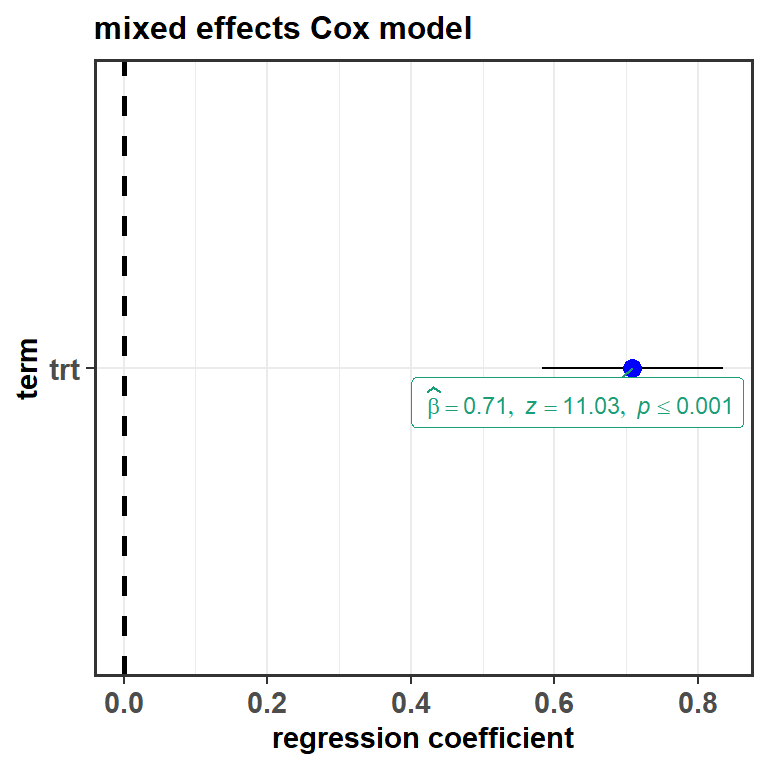 mixed effects Cox model
term
trt
β̂ = 0.71, z = 11.03, p ≤ 0.001
0.0 0.2 0.4 0.6 0.8
regression coefficient